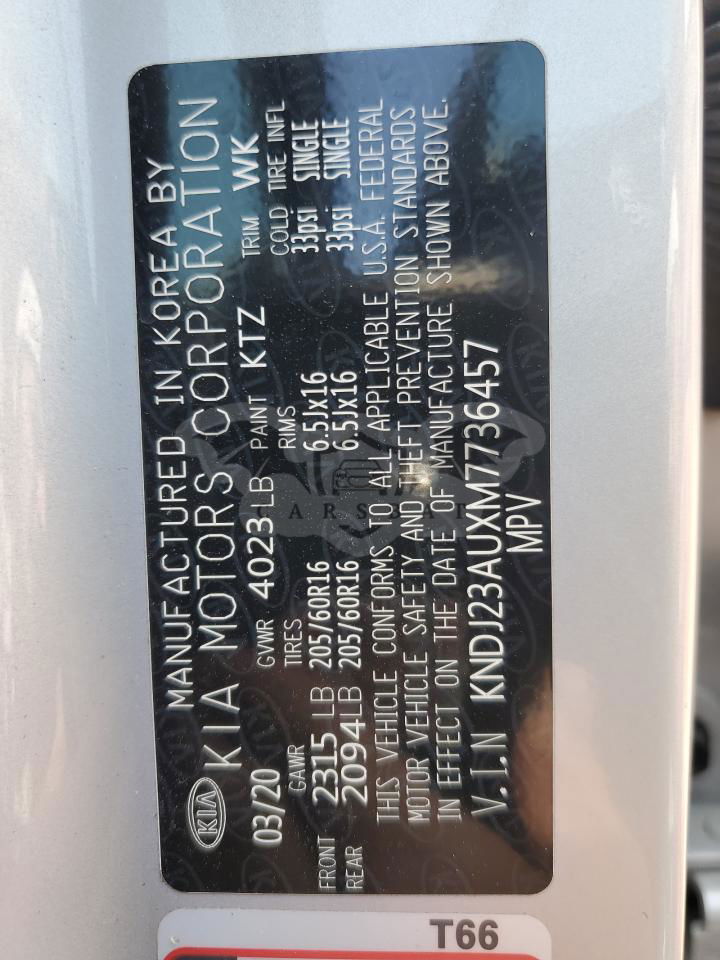 MANUFACTURED IN KOREA BY
KIA KIA MOTORS CORPORATION
03/20 GVWR 4023 LB PAINT KTZ TRIM WK
GAWR TIRES RIMS COLD TIRE INFL
FRONT 2315 LB 205/60R16 6.5Jx16 33psi SINGLE
REAR 2094 LB 205/60R16 6.5Jx16 33psi SINGLE
THIS VEHICLE CONFORMS TO ALL APPLICABLE U.S.A. FEDERAL
MOTOR VEHICLE SAFETY AND THEFT PREVENTION STANDARDS
IN EFFECT ON THE DATE OF MANUFACTURE SHOWN ABOVE.
V.I.N KNDJ23AUXM7736457
MPV
T66